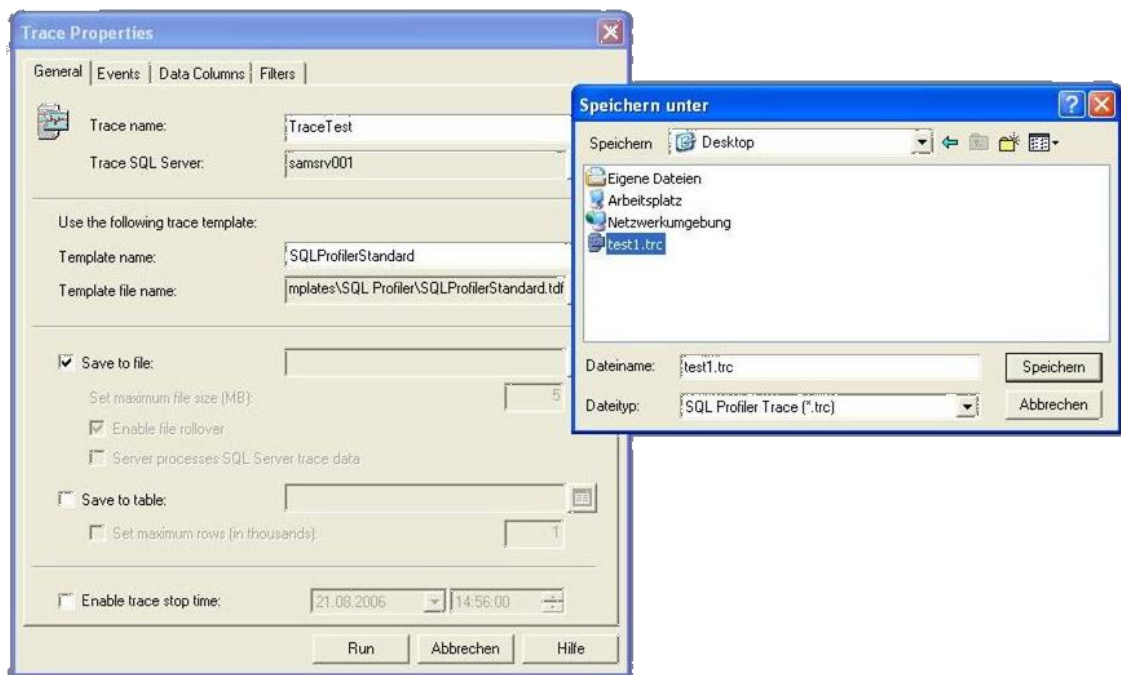 Trace Properties
General Events Data Columns Filters
Trace name: TraceTest
Trace SQL Server: samsrv001
Use the following trace template:
Template name: SQLProfilerStandard
Template file name: mplates\SQL Profiler\SQLProfilerStandard.tdf
Save to file:
Set maximum file size (MB): 5
Enable file rollover
Server processes SQL Server trace data
Save to table:
Set maximum rows (in thousands): 1
Enable trace stop time: 21.08.2006 14:56:00
Run Abbrechen Hilfe
Speichern unter
Speichern Desktop
Eigene Dateien
Arbeitsplatz
Netzwerkumgebung
test1.trc
Dateiname: test1.trc Speichern
Dateityp: SQL Profiler Trace (*.trc) Abbrechen